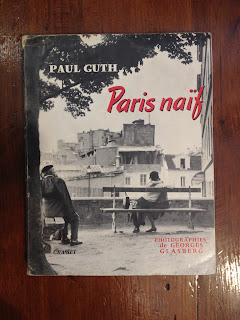 PAUL GUTH
Paris naïf
PHOTOGRAPHIES
de GEORGES
GLASBERG